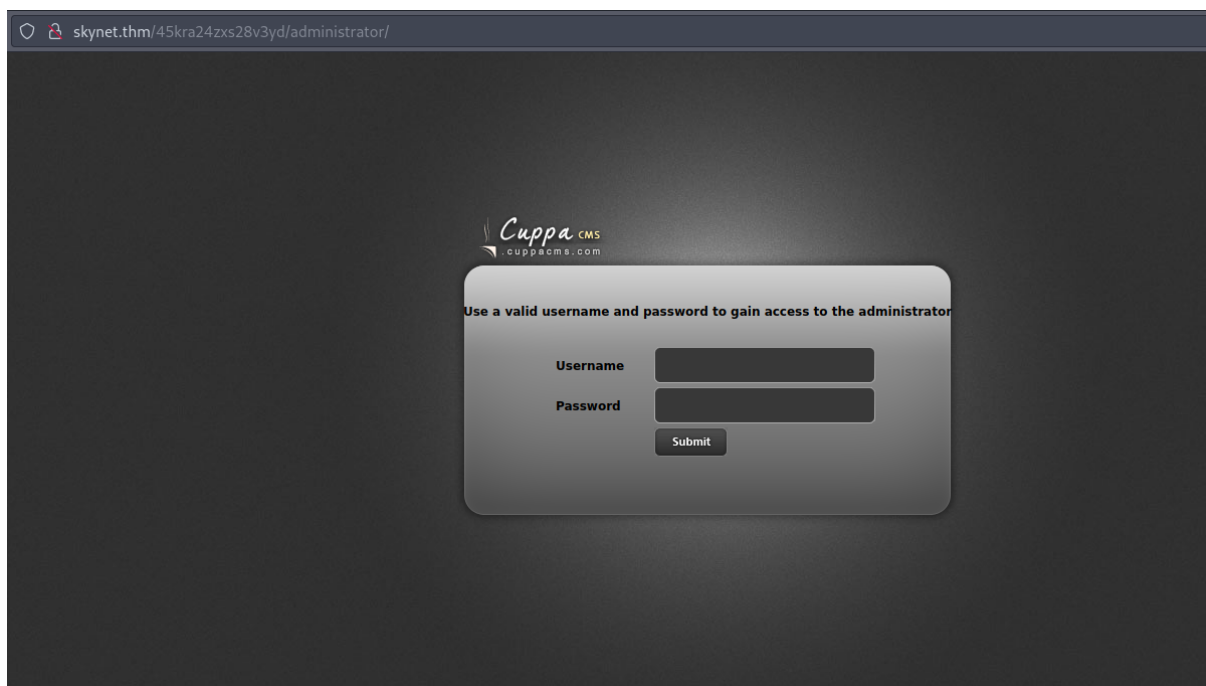 skynet.thm/45kra24zxs28v3yd/administrator/
Cuppa CMS
.cuppacms.com
Use a valid username and password to gain access to the administrator
Username
Password
Submit